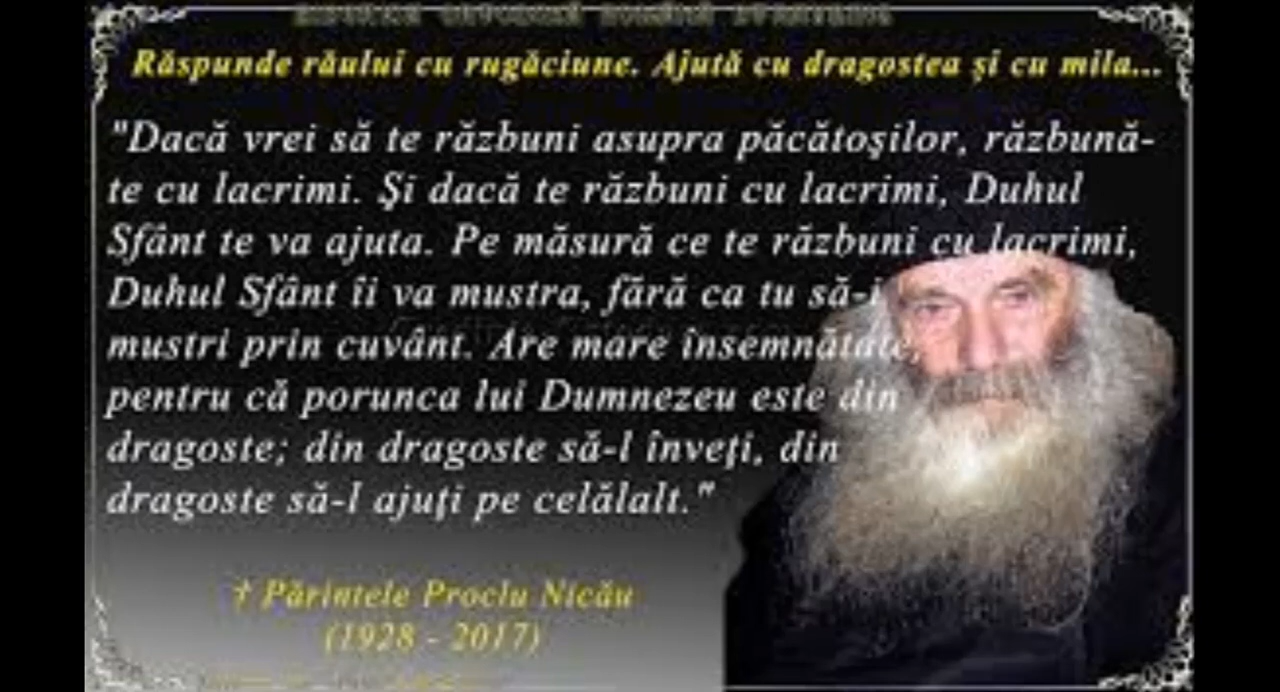 Răspunde răului cu rugăciune. Ajută cu dragostea și cu mila...
"Dacă vrei să te răzbuni asupra păcătoşilor, răzbună-
te cu lacrimi. Şi dacă te răzbuni cu lacrimi, Duhul
Sfânt te va ajuta. Pe măsură ce te răzbuni cu lacrimi,
Duhul Sfânt îi va mustra, fără ca tu să-i
mustri prin cuvânt. Are mare însemnătate,
pentru că porunca lui Dumnezeu este din
dragoste; din dragoste să-l înveţi, din
dragoste să-l ajuţi pe celălalt."
† Părintele Proclu Nicău
(1928 - 2017)